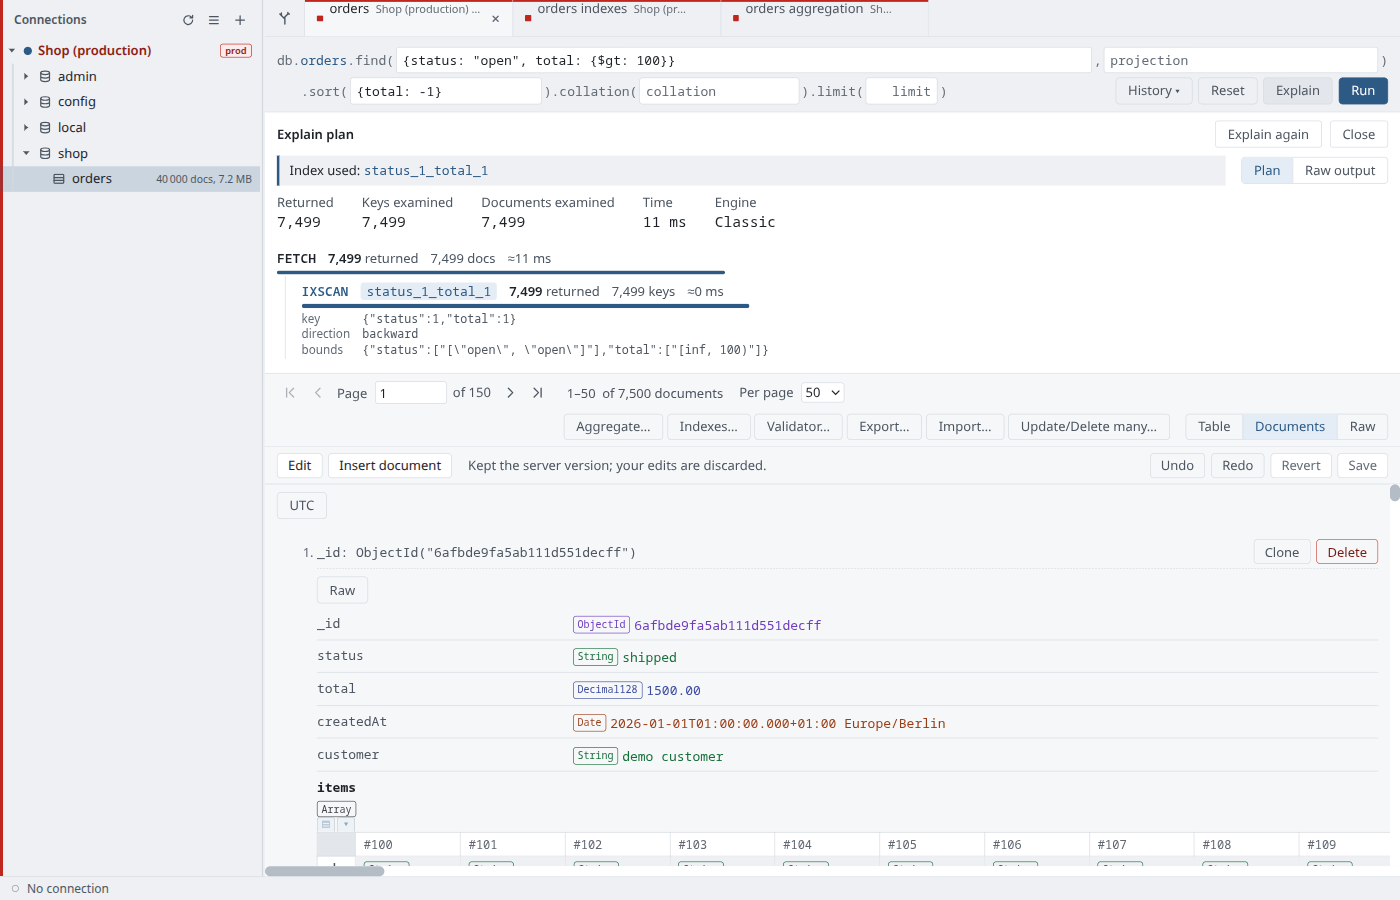 Connections
orders Shop (production) ... ×
orders indexes Shop (pr...
orders aggregation Sh...
Shop (production) prod
admin
config
local
shop
orders 40 000 docs, 7.2 MB
db.orders.find( {status: "open", total: {$gt: 100}} , projection )
.sort( {total: -1} ).collation( collation ).limit( limit )
History ▾ Reset Explain Run
Explain plan
Explain again Close
Index used: status_1_total_1
Plan Raw output
Returned Keys examined Documents examined Time Engine
7,499 7,499 7,499 11 ms Classic
FETCH 7,499 returned 7,499 docs ≈11 ms
IXSCAN status_1_total_1 7,499 returned 7,499 keys ≈0 ms
key {"status":1,"total":1}
direction backward
bounds {"status":["[\"open\", \"open\"]"],"total":["[inf, 100)"]}
Page 1 of 150 1–50 of 7,500 documents Per page 50
Aggregate... Indexes... Validator... Export... Import... Update/Delete many... Table Documents Raw
Edit Insert document Kept the server version; your edits are discarded. Undo Redo Revert Save
UTC
1. _id: ObjectId("6afbde9fa5ab111d551decff") Clone Delete
Raw
_id ObjectId 6afbde9fa5ab111d551decff
status String shipped
total Decimal128 1500.00
createdAt Date 2026-01-01T01:00:00.000+01:00 Europe/Berlin
customer String demo customer
items
Array
#100 #101 #102 #103 #104 #105 #106 #107 #108 #109
No connection